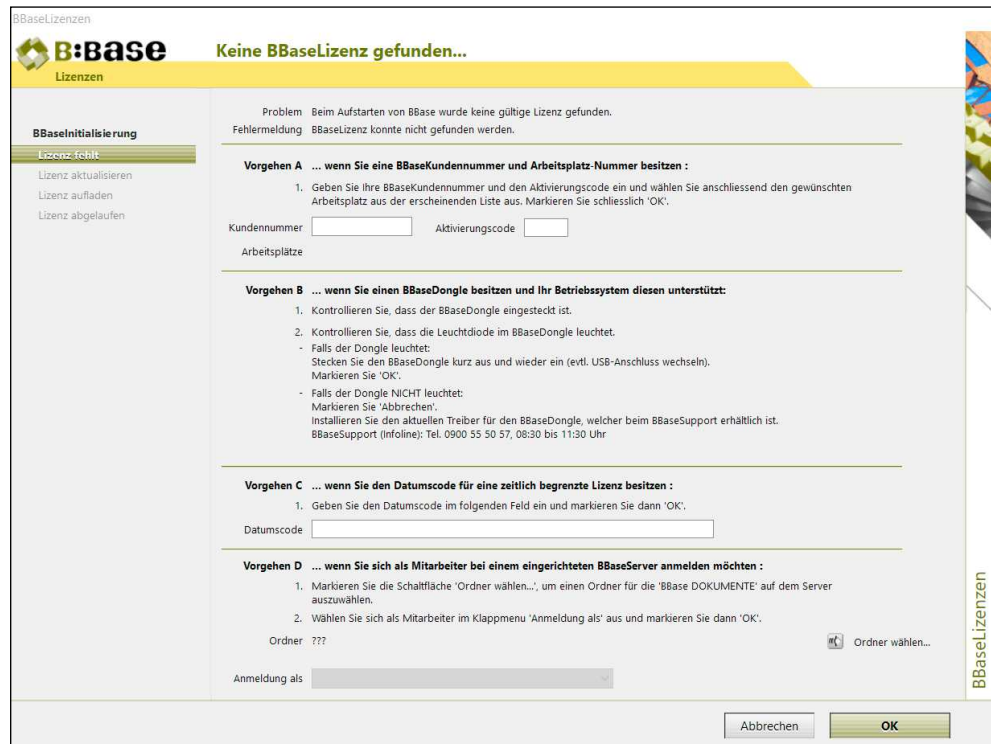 BBaseLizenzen
B:BASE
Keine BBaseLizenz gefunden...
Lizenzen
Problem Beim Aufstarten von BBase wurde keine gültige Lizenz gefunden.
BBaseInitialisierung
Fehlermeldung BBaseLizenz konnte nicht gefunden werden.
Lizenz fehlt
Lizenz aktualisieren
Lizenz aufladen
Lizenz abgelaufen
Vorgehen A ... wenn Sie eine BBaseKundennummer und Arbeitsplatz-Nummer besitzen :
1. Geben Sie Ihre BBaseKundennummer und den Aktivierungscode ein und wählen Sie anschliessend den gewünschten
Arbeitsplatz aus der erscheinenden Liste aus. Markieren Sie schliesslich 'OK'.
Kundennummer Aktivierungscode
Arbeitsplätze
Vorgehen B ... wenn Sie einen BBaseDongle besitzen und Ihr Betriebssystem diesen unterstützt:
1. Kontrollieren Sie, dass der BBaseDongle eingesteckt ist.
2. Kontrollieren Sie, dass die Leuchtdiode im BBaseDongle leuchtet.
- Falls der Dongle leuchtet:
Stecken Sie den BBaseDongle kurz aus und wieder ein (evtl. USB-Anschluss wechseln).
Markieren Sie 'OK'.
- Falls der Dongle NICHT leuchtet:
Markieren Sie 'Abbrechen'.
Installieren Sie den aktuellen Treiber für den BBaseDongle, welcher beim BBaseSupport erhältlich ist.
BBaseSupport (Infoline): Tel. 0900 55 50 57, 08:30 bis 11:30 Uhr
Vorgehen C ... wenn Sie den Datumscode für eine zeitlich begrenzte Lizenz besitzen :
1. Geben Sie den Datumscode im folgenden Feld ein und markieren Sie dann 'OK'.
Datumscode
Vorgehen D ... wenn Sie sich als Mitarbeiter bei einem eingerichteten BBaseServer anmelden möchten :
1. Markieren Sie die Schaltfläche 'Ordner wählen...', um einen Ordner für die 'BBase DOKUMENTE' auf dem Server
auszuwählen.
2. Wählen Sie sich als Mitarbeiter im Klappmenu 'Anmeldung als' aus und markieren Sie dann 'OK'.
Ordner ??? Ordner wählen...
Anmeldung als
BBaseLizenzen
Abbrechen OK